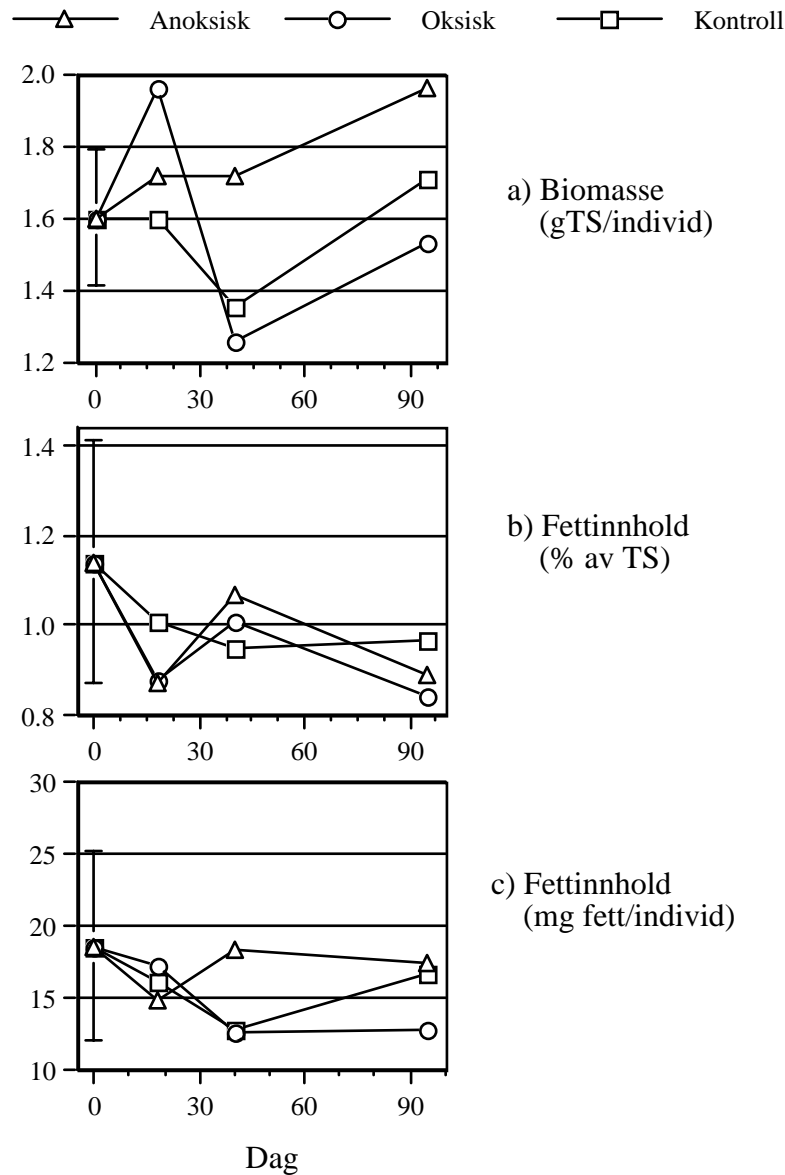 Anoksisk Oksisk Kontroll
2.0
1.8
1.6
1.4
1.2
0 30 60 90
a) Biomasse
(gTS/individ)
1.4
1.2
1.0
0.8
0 30 60 90
b) Fettinnhold
(% av TS)
30
25
20
15
10
0 30 60 90
c) Fettinnhold
(mg fett/individ)
Dag